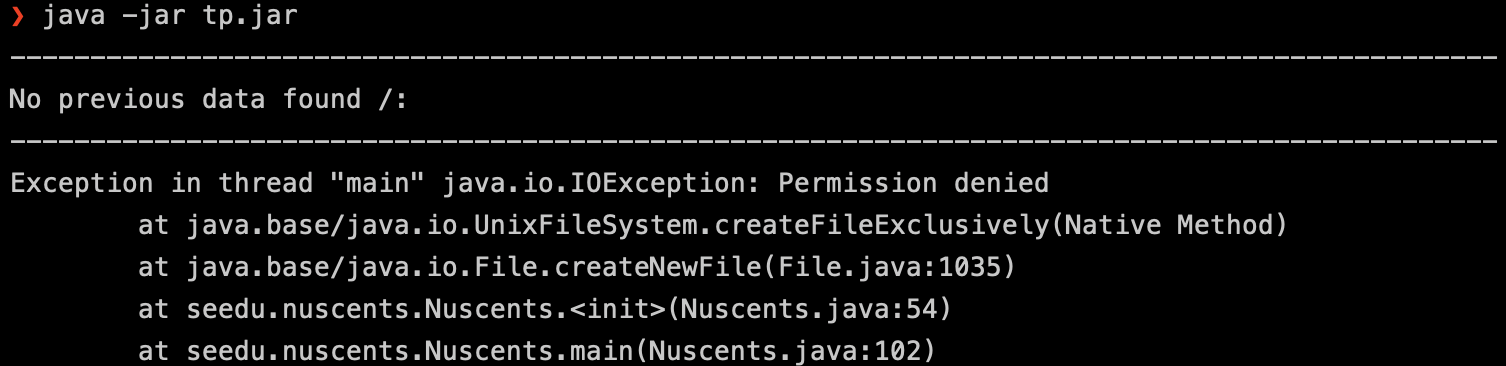 ❯ java -jar tp.jar
---------------------------------------------------------------------------------------------
No previous data found /:
---------------------------------------------------------------------------------------------
Exception in thread "main" java.io.IOException: Permission denied
        at java.base/java.io.UnixFileSystem.createFileExclusively(Native Method)
        at java.base/java.io.File.createNewFile(File.java:1035)
        at seedu.nuscents.Nuscents.<init>(Nuscents.java:54)
        at seedu.nuscents.Nuscents.main(Nuscents.java:102)